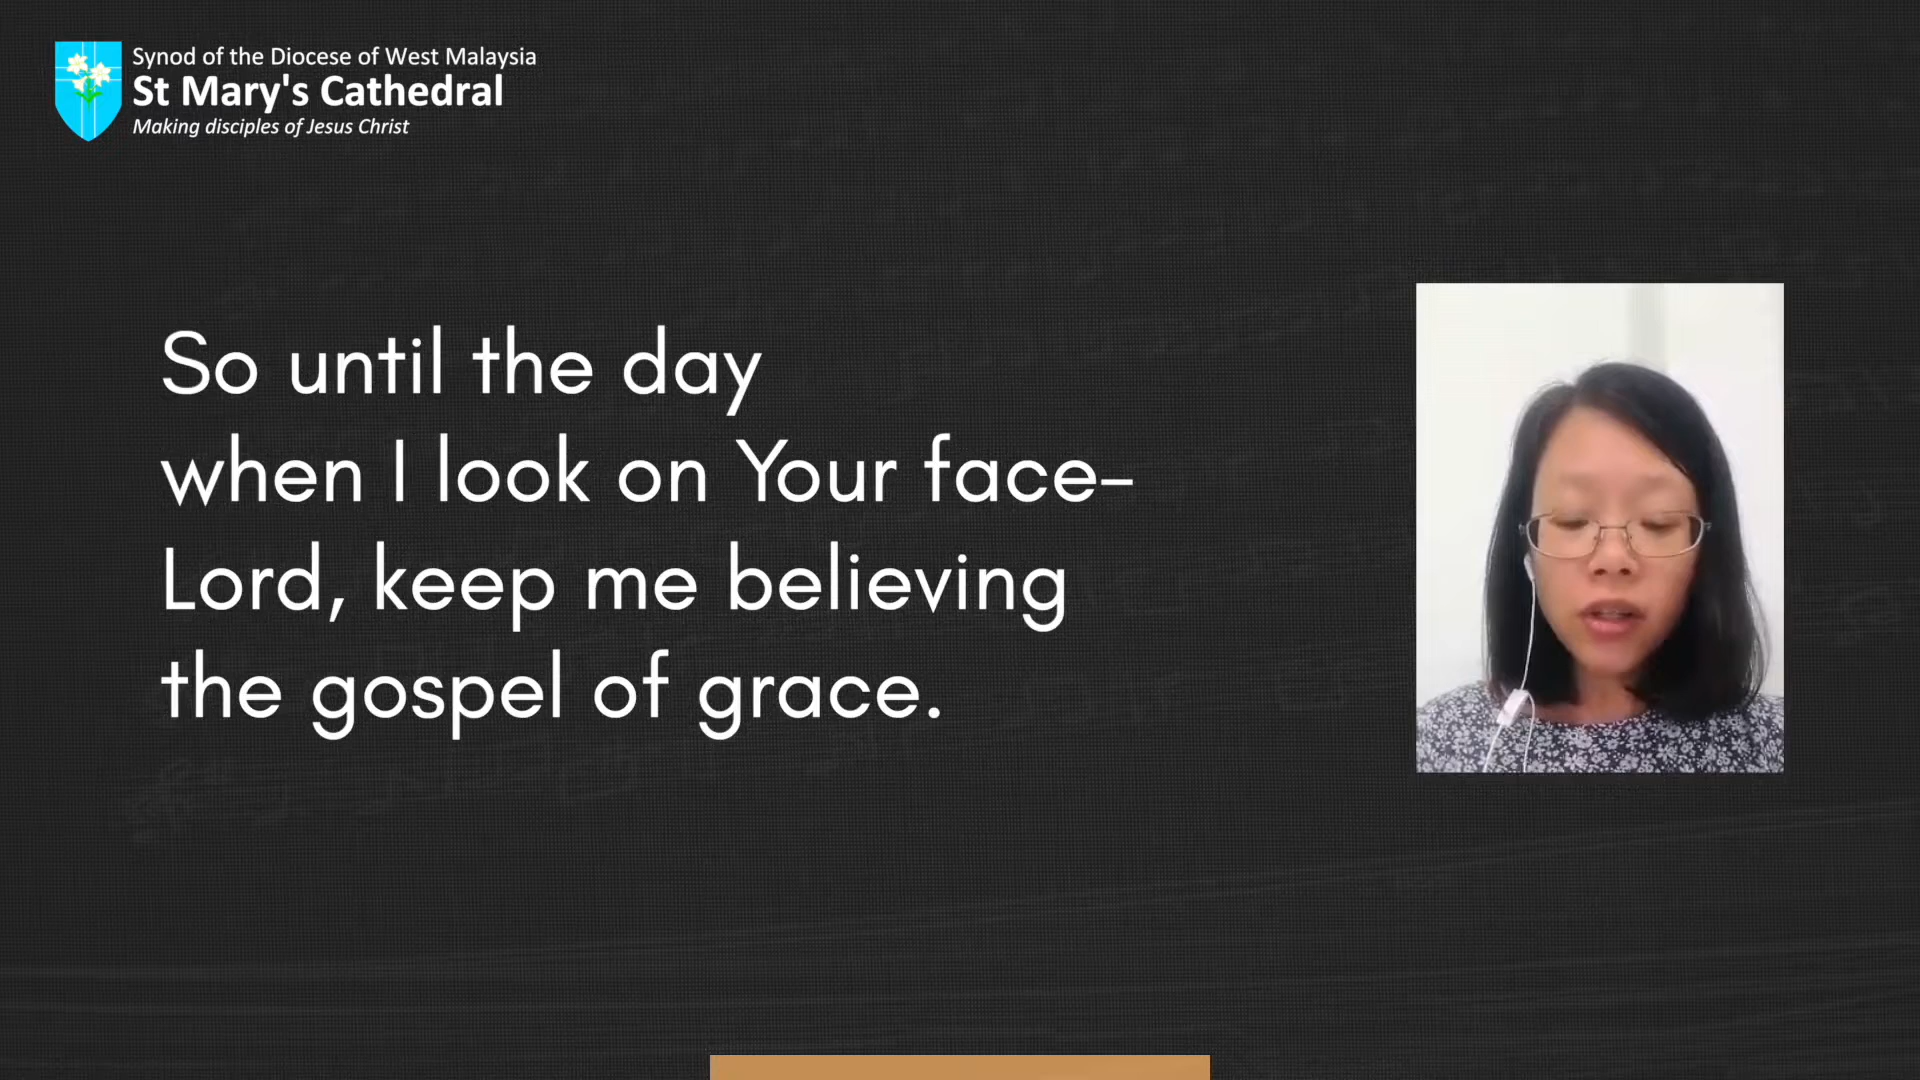 Synod of the Diocese of West Malaysia
St Mary's Cathedral
Making disciples of Jesus Christ
So until the day
when I look on Your face–
Lord, keep me believing
the gospel of grace.